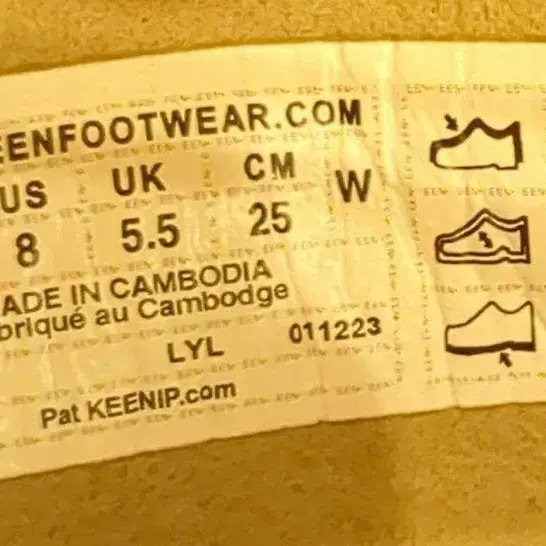 EENFOOTWEAR.COM
US UK CM W
8 5.5 25
ADE IN CAMBODIA
briqué au Cambodge
LYL 011223
Pat KEENIP.com